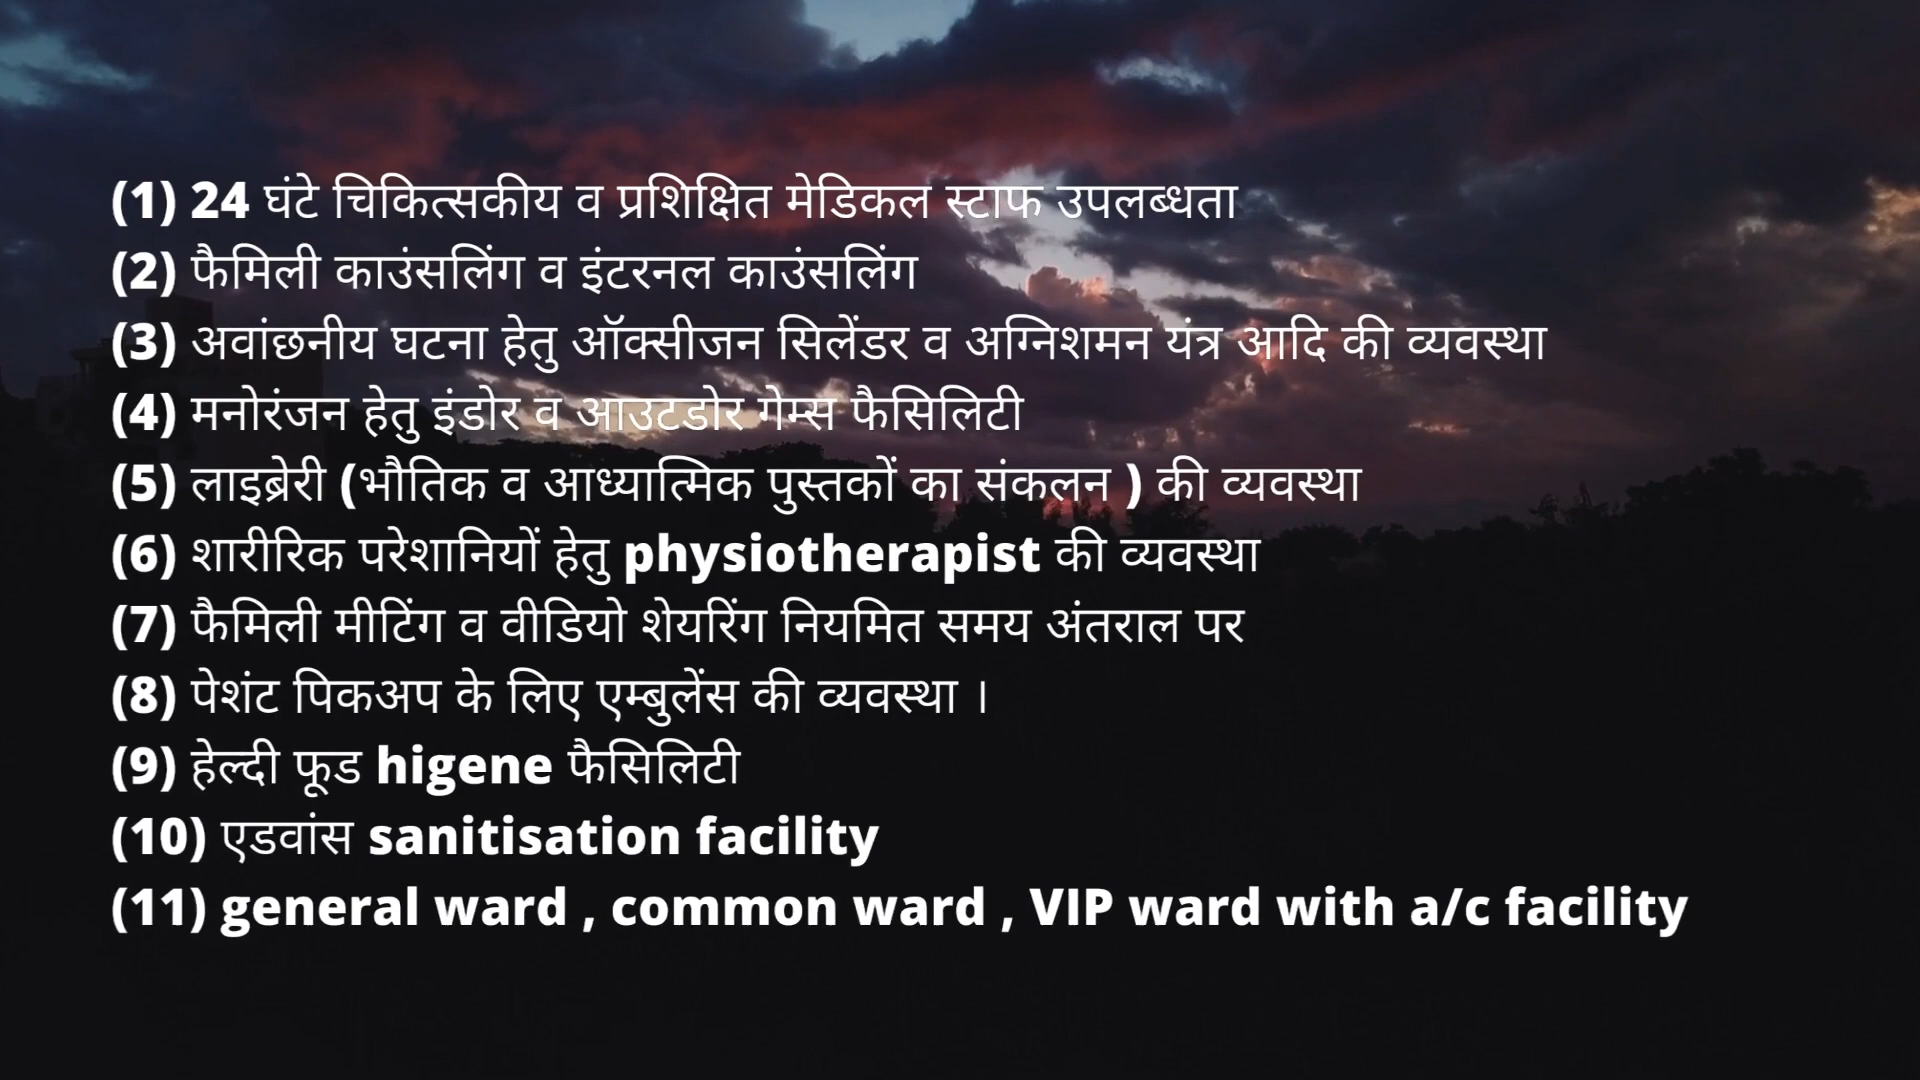 (1) 24 घंटे चिकित्सकीय व प्रशिक्षित मेडिकल स्टाफ उपलब्धता
(2) फैमिली काउंसलिंग व इंटरनल काउंसलिंग
(3) अवांछनीय घटना हेतु ऑक्सीजन सिलेंडर व अग्निशमन यंत्र आदि की व्यवस्था
(4) मनोरंजन हेतु इंडोर व आउटडोर गेम्स फैसिलिटी
(5) लाइब्रेरी (भौतिक व आध्यात्मिक पुस्तकों का संकलन ) की व्यवस्था
(6) शारीरिक परेशानियों हेतु physiotherapist की व्यवस्था
(7) फैमिली मीटिंग व वीडियो शेयरिंग नियमित समय अंतराल पर
(8) पेशंट पिकअप के लिए एम्बुलेंस की व्यवस्था ।
(9) हेल्दी फूड higene फैसिलिटी
(10) एडवांस sanitisation facility
(11) general ward , common ward , VIP ward with a/c facility